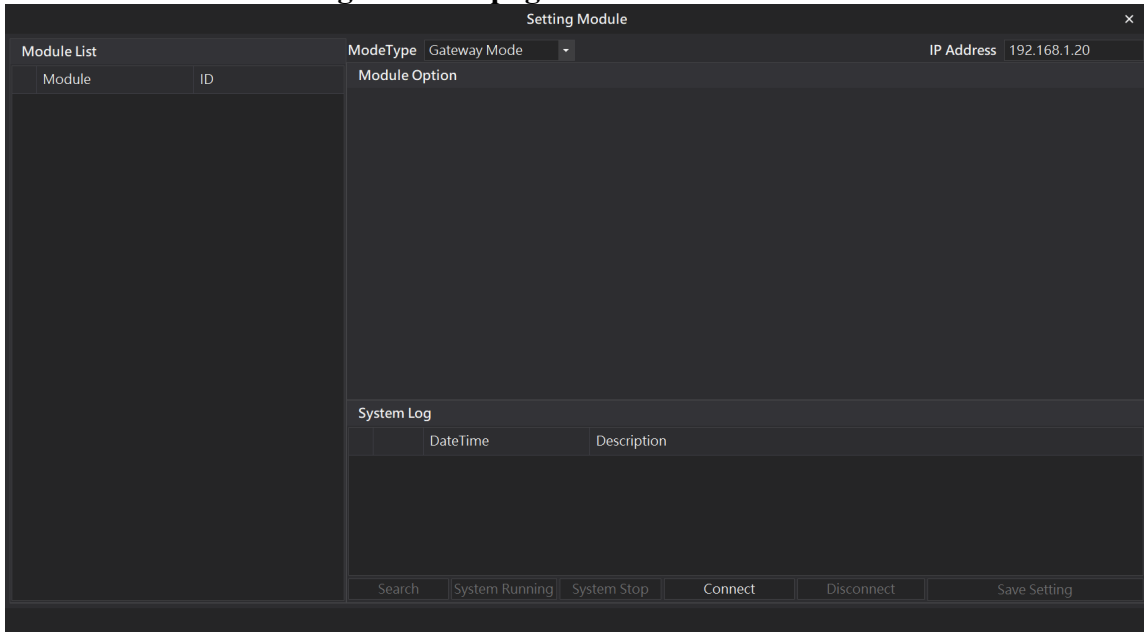 Setting Module ×
Module List
Module ID
ModeType Gateway Mode
IP Address 192.168.1.20
Module Option
System Log
DateTime Description
Search System Running System Stop Connect Disconnect Save Setting